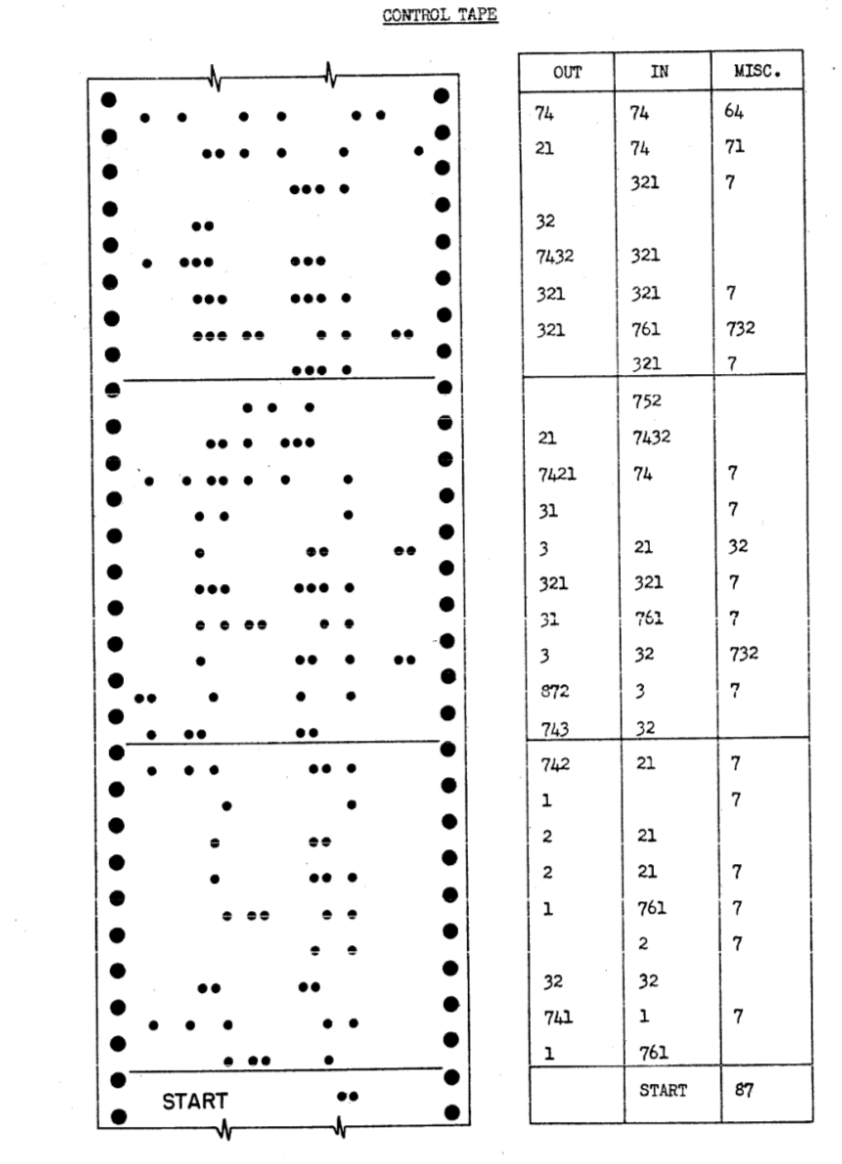 CONTROL TAPE
OUT IN MISC.
74 74 64
21 74 71
321 7
32
7432 321
321 321 7
321 761 732
321 7
752
21 7432
7421 74 7
31 7
3 21 32
321 321 7
31 761 7
3 32 732
872 3 7
743 32
742 21 7
1 7
2 21
2 21 7
1 761 7
2 7
32 32
741 1 7
1 761
START START 87